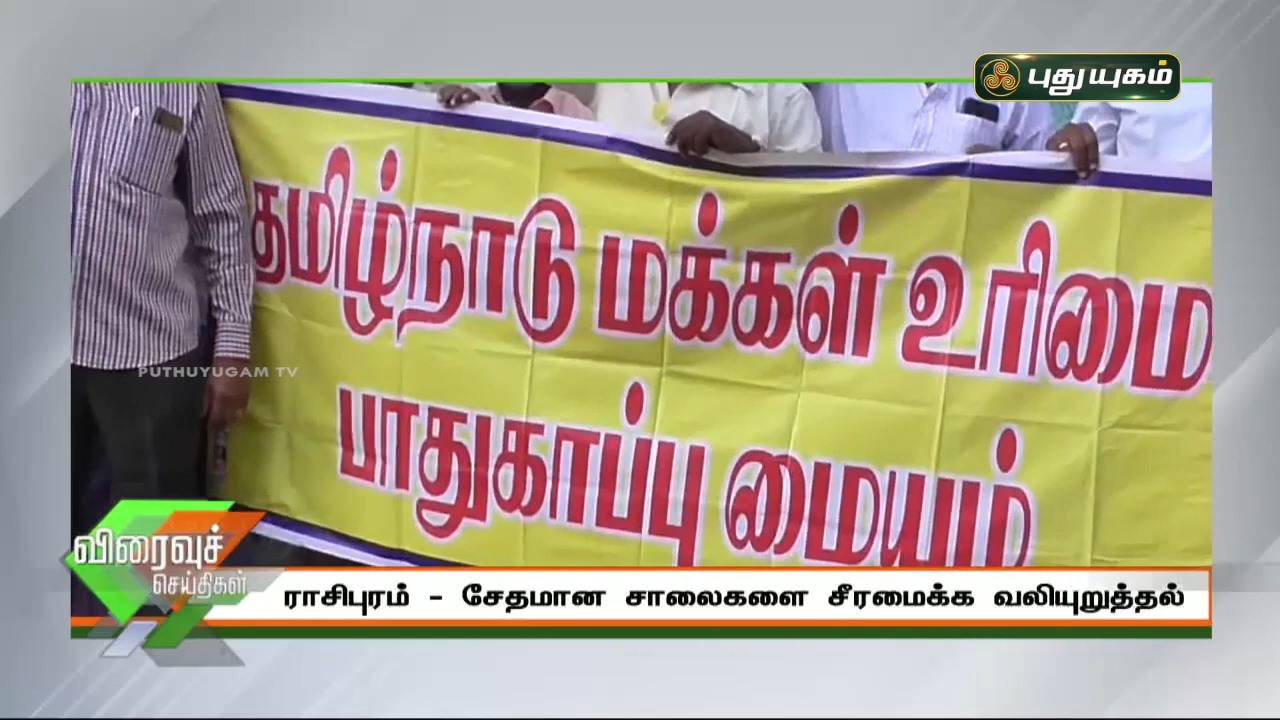 புதுயுகம்
தமிழ்நாடு மக்கள் உரிமை
பாதுகாப்பு மையம்
PUTHUYUGAM TV
விரைவுச்
செய்திகள்
ராசிபுரம் - சேதமான சாலைகளை சீரமைக்க வலியுறுத்தல்